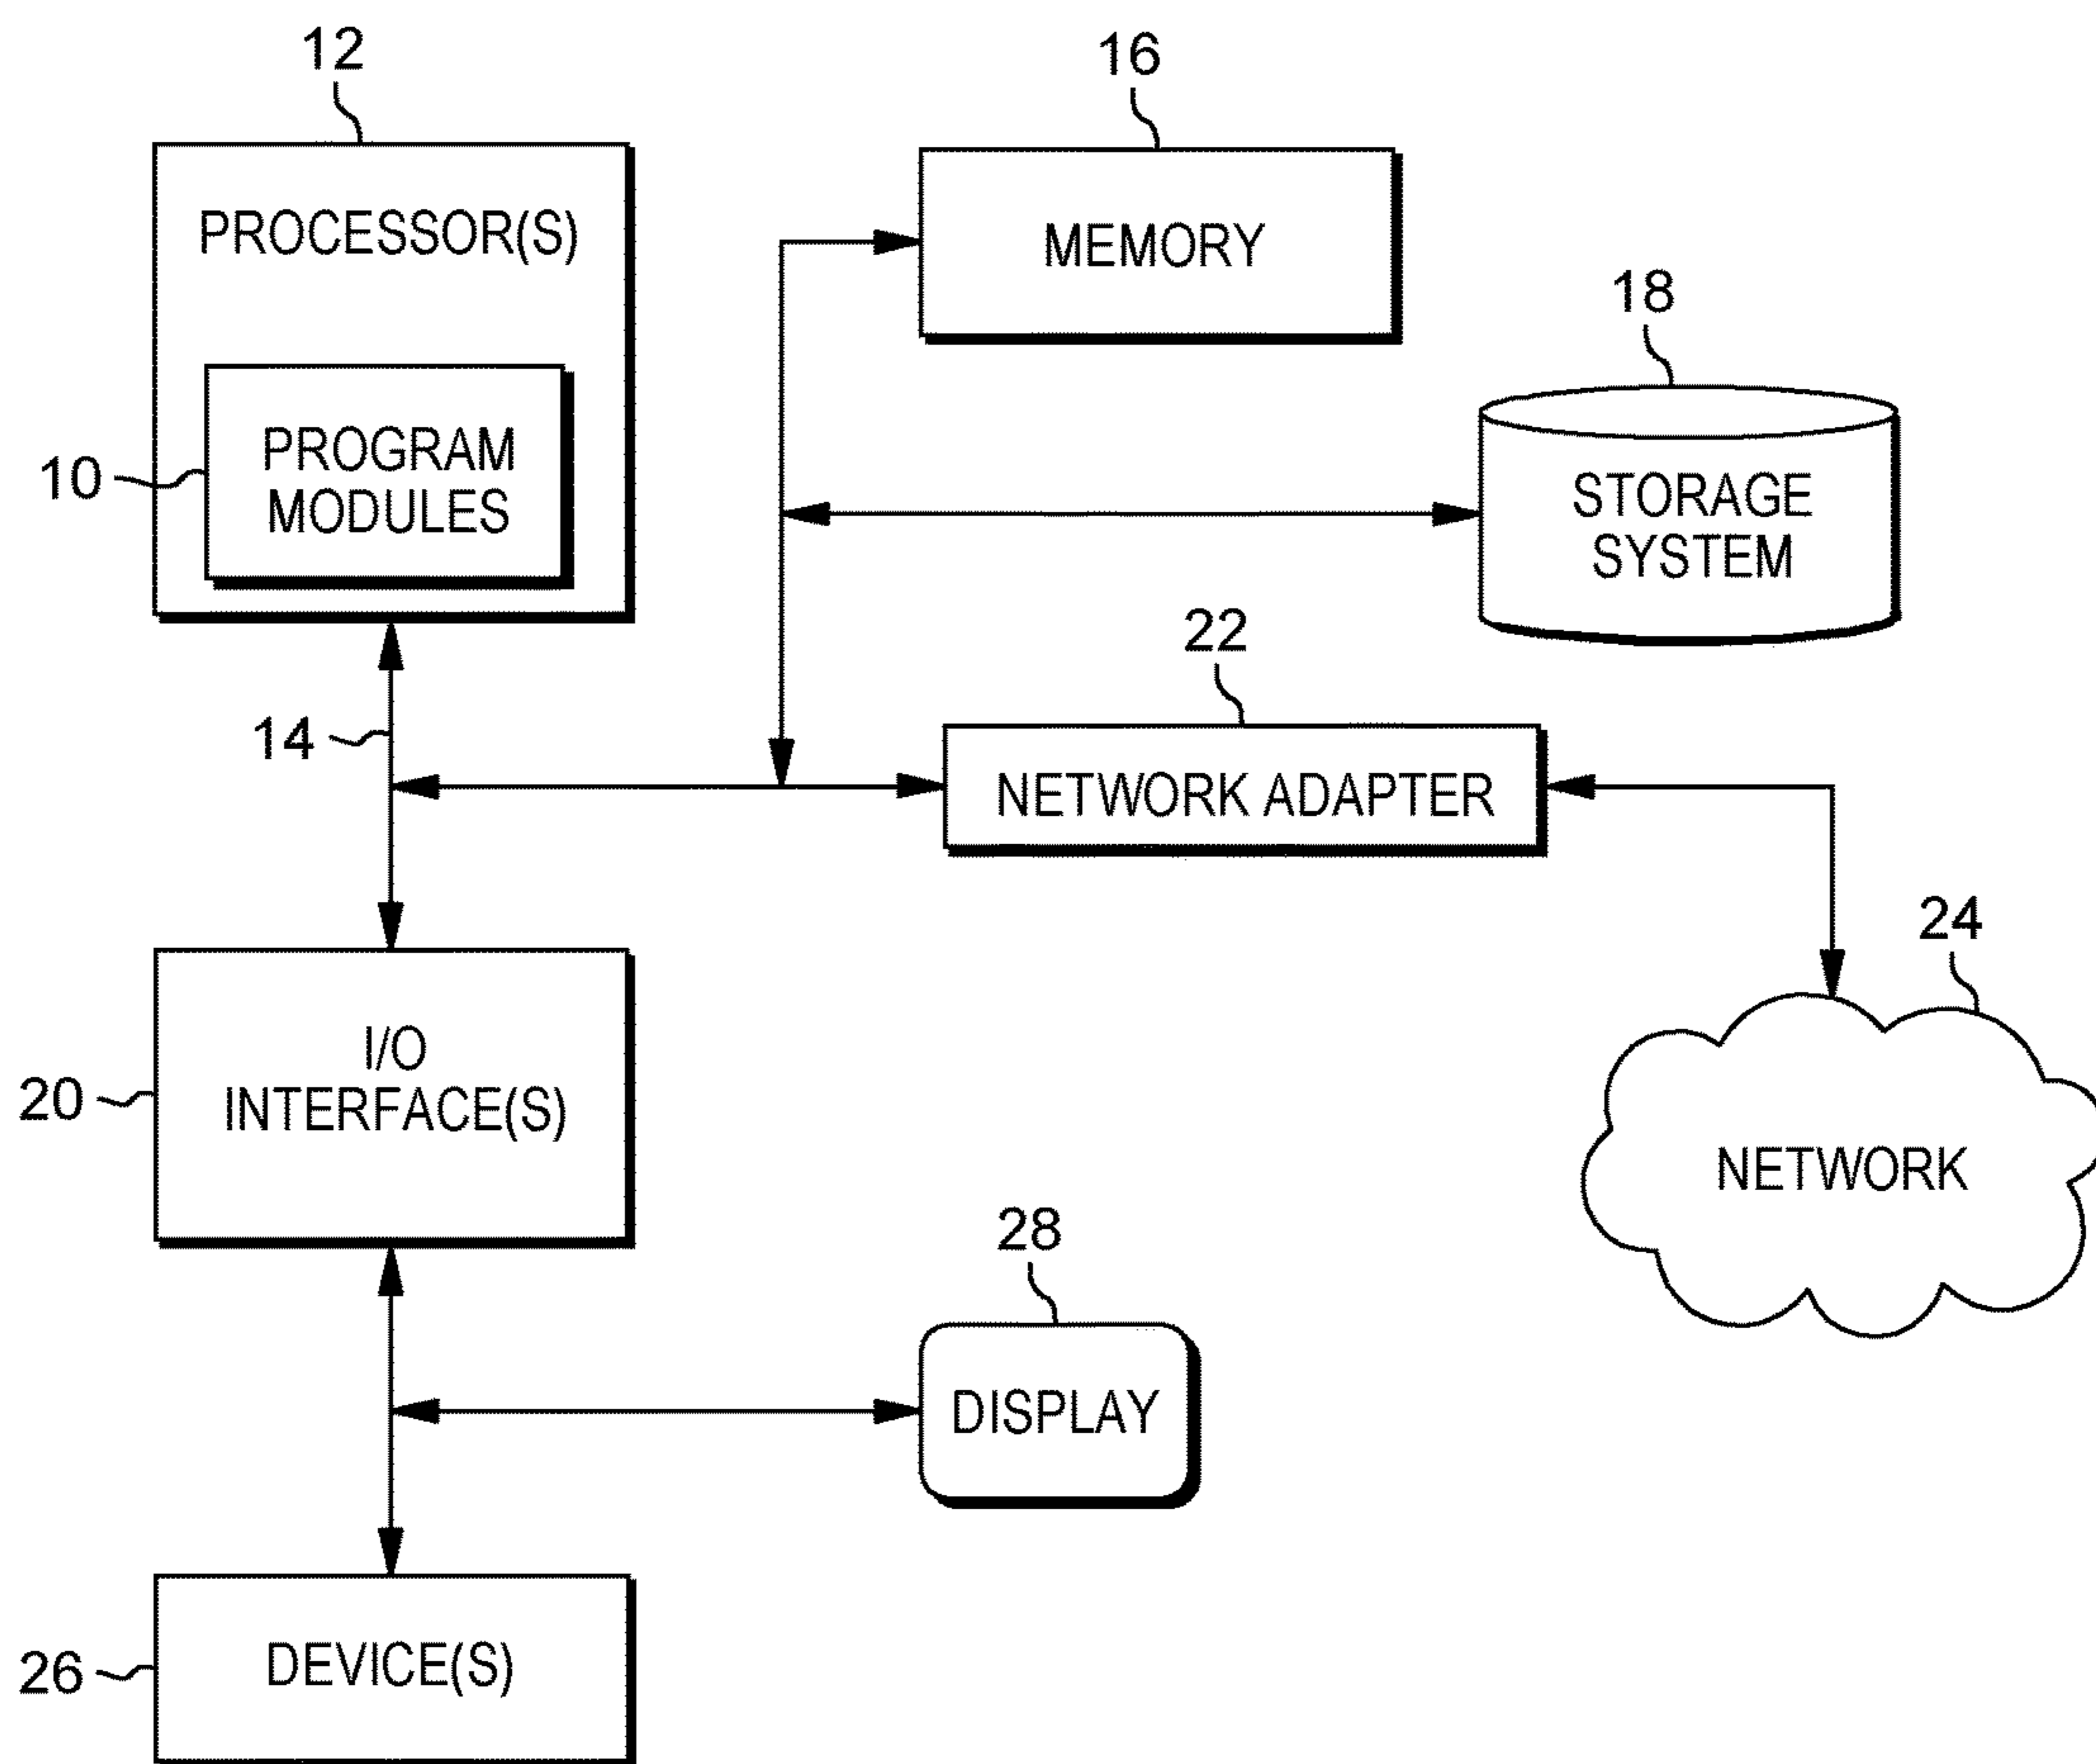 12
PROCESSOR(S)
10
PROGRAM
MODULES
16
MEMORY
18
STORAGE
SYSTEM
14
22
NETWORK ADAPTER
24
NETWORK
20
I/O
INTERFACE(S)
28
DISPLAY
26
DEVICE(S)